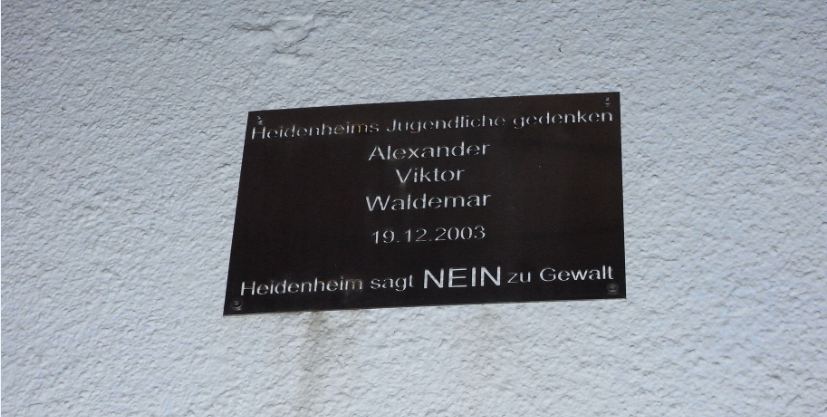 Heidenheims Jugendliche gedenken
Alexander
Viktor
Waldemar
19.12.2003
Heidenheim sagt NEIN zu Gewalt